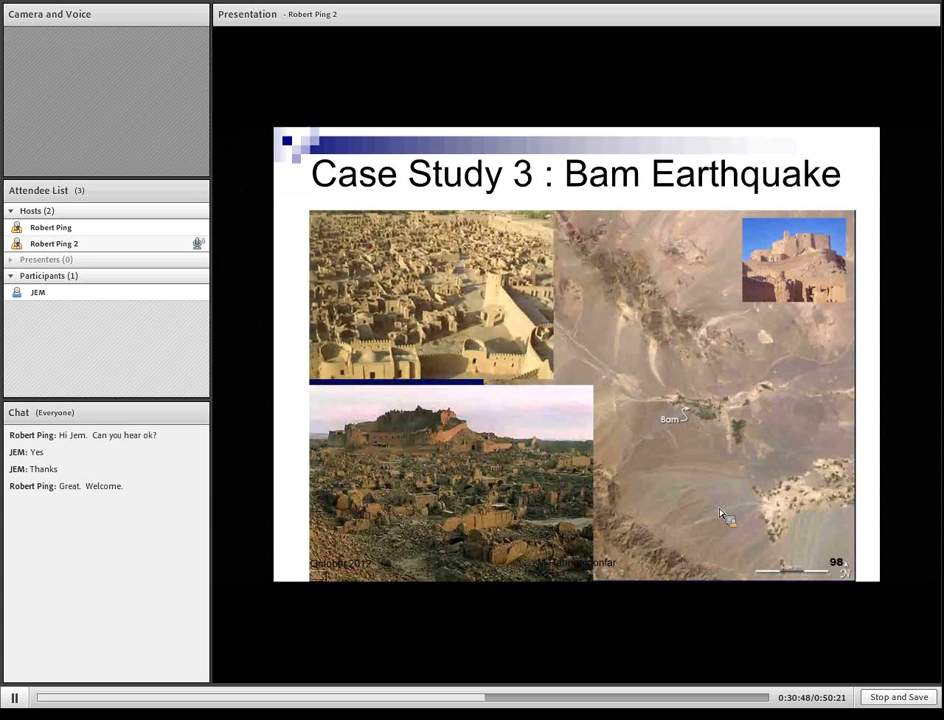 Camera and Voice
Presentation - Robert Ping 2
Attendee List (3)
Hosts (2)
Robert Ping
Robert Ping 2
Presenters (0)
Participants (1)
JEM
Chat (Everyone)
Robert Ping: Hi Jem. Can you hear ok?
JEM: Yes
JEM: Thanks
Robert Ping: Great. Welcome.
Case Study 3 : Bam Earthquake
Bam
October 2012
98
N
0:30:48/0:50:21
Stop and Save